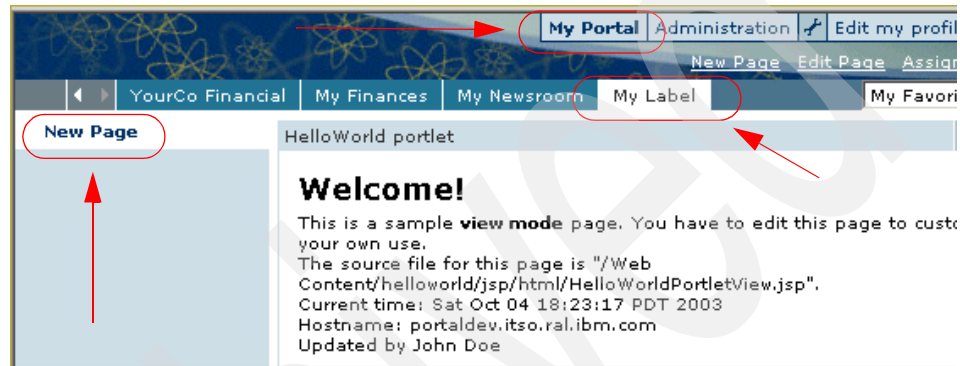 My Portal Administration Edit my profil
New Page Edit Page Assign
YourCo Financial My Finances My Newsroom My Label My Favori
New Page
HelloWorld portlet
Welcome!
This is a sample view mode page. You have to edit this page to custo
your own use.
The source file for this page is "/Web
Content/helloworld/jsp/html/HelloWorldPortletView.jsp".
Current time: Sat Oct 04 18:23:17 PDT 2003
Hostname: portaldev.itso.ral.ibm.com
Updated by John Doe